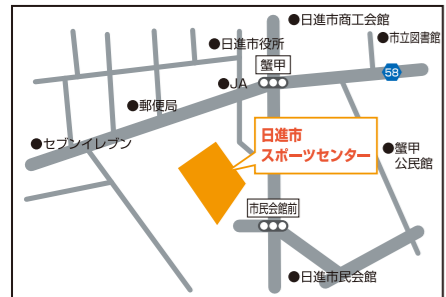 ●日進市商工会館
●市立図書館
●日進市役所
蟹甲
58
●JA
●郵便局
●セブンイレブン
日進市
スポーツセンター
●蟹甲
公民館
市民会館前
●日進市民会館